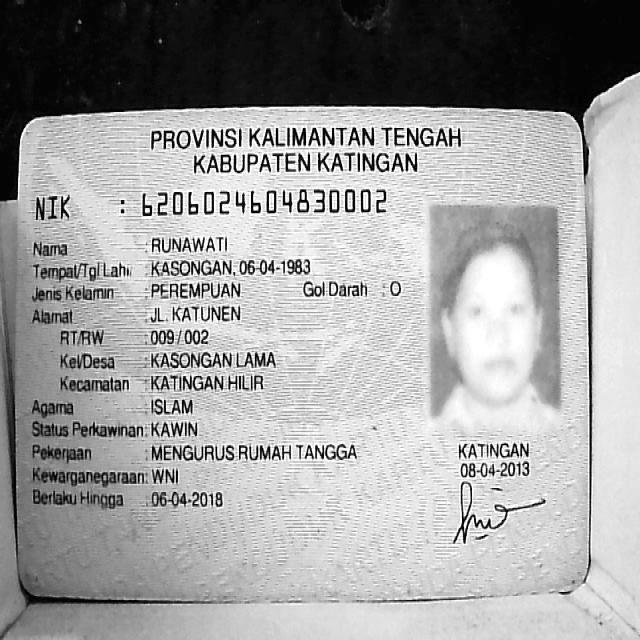 PROVINSI KALIMANTAN TENGAH
KABUPATEN KATINGAN
NIK : 6206024604830002
Nama : RUNAWATI
Tempat/Tgl Lahir : KASONGAN, 06-04-1983
Jenis Kelamin : PEREMPUAN Gol Darah : O
Alamat : JL. KATUNEN
RT/RW : 009 / 002
Kel/Desa : KASONGAN LAMA
Kecamatan : KATINGAN HILIR
Agama : ISLAM
Status Perkawinan: KAWIN
Pekerjaan : MENGURUS RUMAH TANGGA
Kewarganegaraan: WNI
Berlaku Hingga : 06-04-2018
KATINGAN
08-04-2013